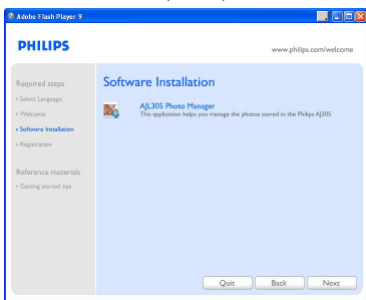 Adobe Flash Player 9
PHILIPS
www.philips.com/welcome
Required steps
Select Language:
Welcome
Software Installation
Registration
Reference materials
Getting started tips
Software Installation
AJL305 Photo Manager
This application helps you manage the photos stored in the Philips AJ305
Quit
Back
Next